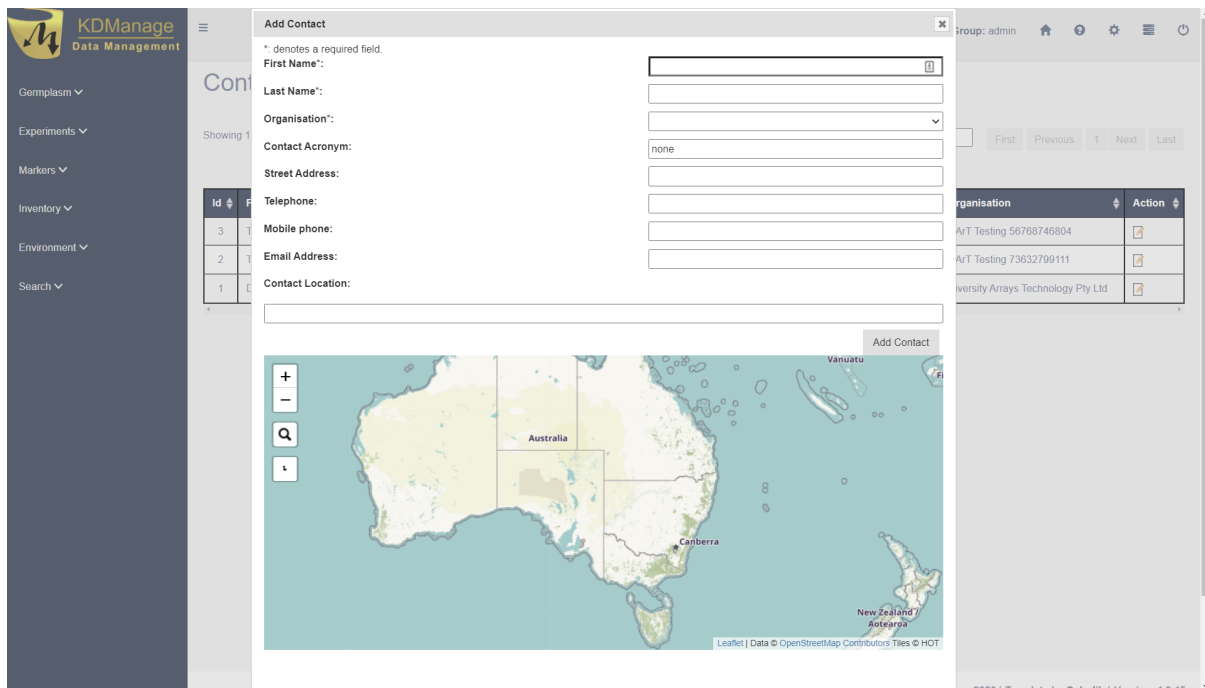 KDManage
Data Management
Group: admin
Germplasm
Experiments
Markers
Inventory
Environment
Search
Showing 1
First Previous 1 Next Last
Id
Action
3
ArT Testing 56768746804
2
ArT Testing 73632799111
1
versity Arrays Technology Pty Ltd
Add Contact
*: denotes a required field.
First Name*:
Last Name*:
Organisation*:
Contact Acronym:
none
Street Address:
Telephone:
Mobile phone:
Email Address:
Contact Location:
Add Contact
+
−
Vanuatu
Fi
Australia
Canberra
New Zealand /
Aotearoa
Leaflet | Data © OpenStreetMap Contributors Tiles © HOT